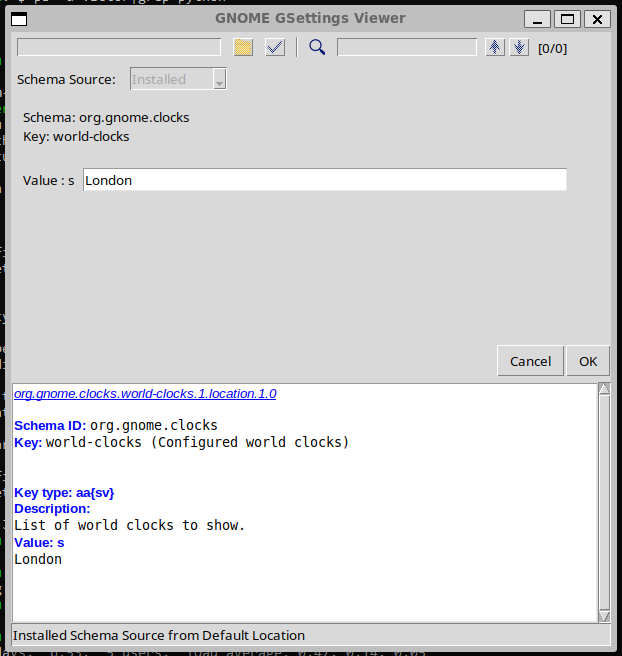 GNOME GSettings Viewer
[0/0]
Schema Source: Installed
Schema: org.gnome.clocks
Key: world-clocks
Value : s London
Cancel OK
org.gnome.clocks.world-clocks.1.location.1.0
Schema ID: org.gnome.clocks
Key: world-clocks (Configured world clocks)
Key type: aa{sv}
Description:
List of world clocks to show.
Value: s
London
Installed Schema Source from Default Location